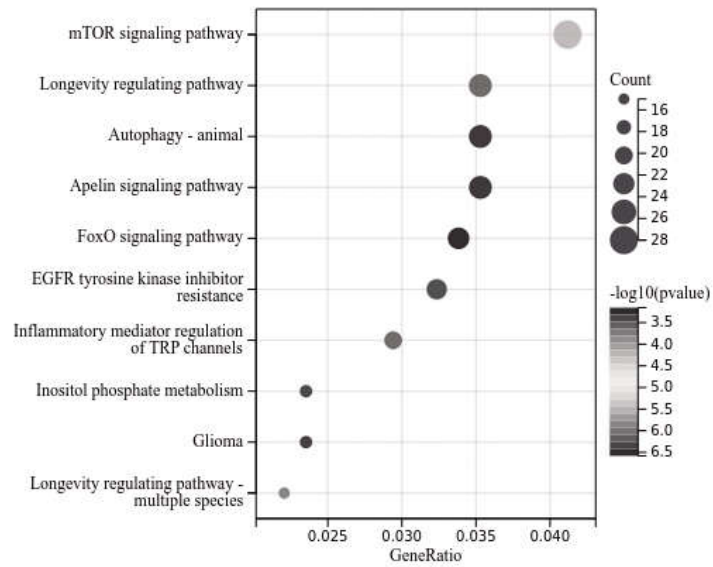 mTOR signaling pathway
Longevity regulating pathway
Autophagy - animal
Apelin signaling pathway
FoxO signaling pathway
EGFR tyrosine kinase inhibitor
resistance
Inflammatory mediator regulation
of TRP channels
Inositol phosphate metabolism
Glioma
Longevity regulating pathway -
multiple species
0.025 0.030 0.035 0.040
GeneRatio
Count
16
18
20
22
24
26
28
-log10(pvalue)
3.5
4.0
4.5
5.0
5.5
6.0
6.5